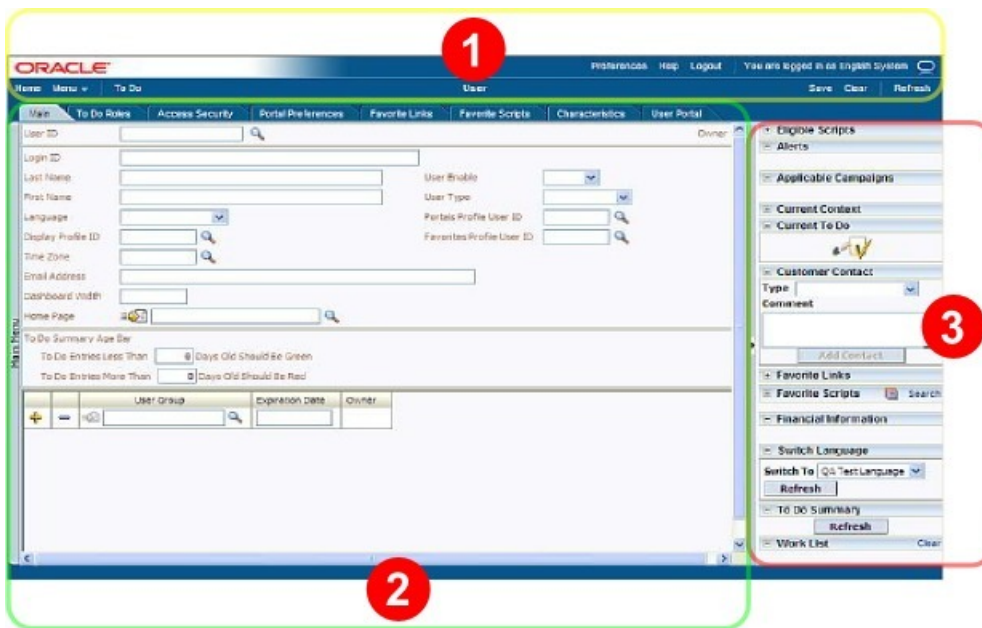 1
ORACLE
Preferences Help Logout You are logged in as English System
Home Menu To Do User Save Clear Refresh
Main To Do Roles Access Security Portal Preferences Favorite Links Favorite Scripts Characteristics User Portal
User ID Owner
Login ID
Last Name User Enable
First Name User Type
Language Portals Profile User ID
Display Profile ID Favorites Profile User ID
Time Zone
Email Address
Dashboard Width
Home Page
Main Menu
To Do Summary Age Bar
To Do Entries Less Than 0 Days Old Should Be Green
To Do Entries More Than 0 Days Old Should Be Red
User Group Expiration Date Owner
2
Eligible Scripts
Alerts
Applicable Campaigns
Current Context
Current To Do
Customer Contact
Type
Comment
3
Add Contact
Favorite Links
Favorite Scripts Search
Financial Information
Switch Language
Switch To QA Test Language
Refresh
To Do Summary
Refresh
Work List Clear